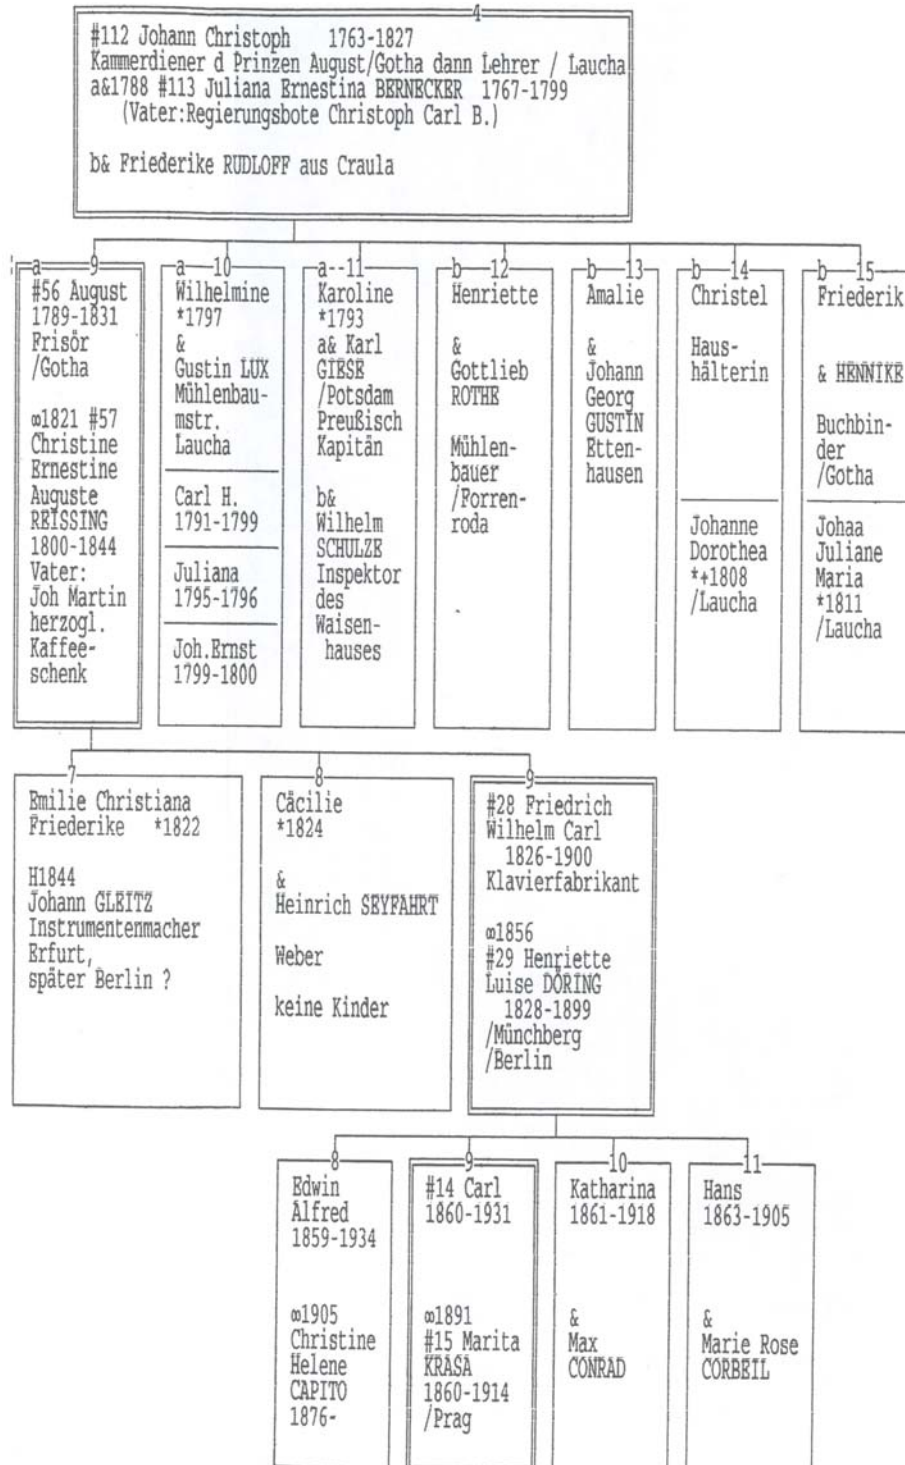 4
#112 Johann Christoph 1763-1827
Kammerdiener d Prinzen August/Gotha dann Lehrer / Laucha
a&1788 #113 Juliana Ernestina BERNECKER 1767-1799
(Vater:Regierungsbote Christoph Carl B.)
b& Friederike RUDLOFF aus Craula
a 9
#56 August
1789-1831
Frisör
/Gotha
∞1821 #57
Christine
Ernestine
Auguste
REISSING
1800-1844
Vater:
Joh Martin
herzogl.
Kaffee-
schenk
a 10
Wilhelmine
*1797
&
Gustin LUX
Mühlenbau-
mstr.
Laucha
Carl H.
1791-1799
Juliana
1795-1796
Joh.Ernst
1799-1800
a--11
Karoline
*1793
a& Karl
GIESE
/Potsdam
Preußisch
Kapitän
b&
Wilhelm
SCHULZE
Inspektor
des
Waisen-
hauses
b 12
Henriette
&
Gottlieb
ROTHE
Mühlen-
bauer
/Forren-
roda
b 13
Amalie
&
Johann
Georg
GUSTIN
Etten-
hausen
b 14
Christel
Haus-
hälterin
Johanne
Dorothea
*+1808
/Laucha
b 15
Friederik
& HENNIKE
Buchbin-
der
/Gotha
Johaa
Juliane
Maria
*1811
/Laucha
7
Emilie Christiana
Friederike *1822
H1844
Johann GLEITZ
Instrumentenmacher
Erfurt,
später Berlin ?
8
Cäcilie
*1824
&
Heinrich SEYFAHRT
Weber
keine Kinder
9
#28 Friedrich
Wilhelm Carl
1826-1900
Klavierfabrikant
∞1856
#29 Henriette
Luise DÖRING
1828-1899
/Münchberg
/Berlin
8
Edwin
Alfred
1859-1934
∞1905
Christine
Helene
CAPITO
1876-
9
#14 Carl
1860-1931
∞1891
#15 Marita
KRASA
1860-1914
/Prag
10
Katharina
1861-1918
&
Max
CONRAD
11
Hans
1863-1905
&
Marie Rose
CORBEIL